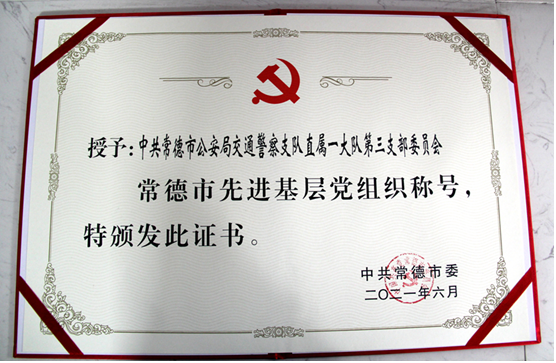 授予：中共常德市公安局交通警察支队直属一大队第三支部委员会
常德市先进基层党组织称号，
特颁发此证书。
中共常德市委
二〇二一年六月